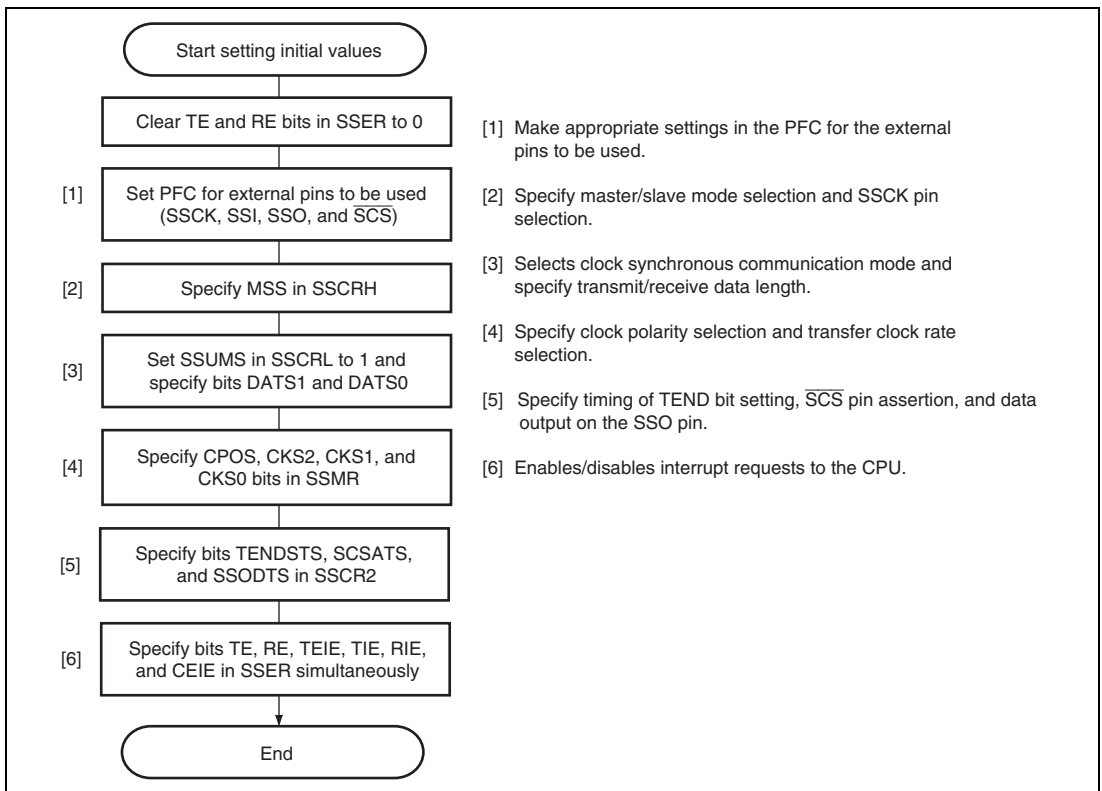 Start setting initial values
Clear TE and RE bits in SSER to 0
[1]
Set PFC for external pins to be used
(SSCK, SSI, SSO, and S̅C̅S̅)
[2]
Specify MSS in SSCRH
[3]
Set SSUMS in SSCRL to 1 and
specify bits DATS1 and DATS0
[4]
Specify CPOS, CKS2, CKS1, and
CKS0 bits in SSMR
[5]
Specify bits TENDSTS, SCSATS,
and SSODTS in SSCR2
[6]
Specify bits TE, RE, TEIE, TIE, RIE,
and CEIE in SSER simultaneously
End
[1] Make appropriate settings in the PFC for the external
pins to be used.
[2] Specify master/slave mode selection and SSCK pin
selection.
[3] Selects clock synchronous communication mode and
specify transmit/receive data length.
[4] Specify clock polarity selection and transfer clock rate
selection.
[5] Specify timing of TEND bit setting, S̅C̅S̅ pin assertion, and data
output on the SSO pin.
[6] Enables/disables interrupt requests to the CPU.